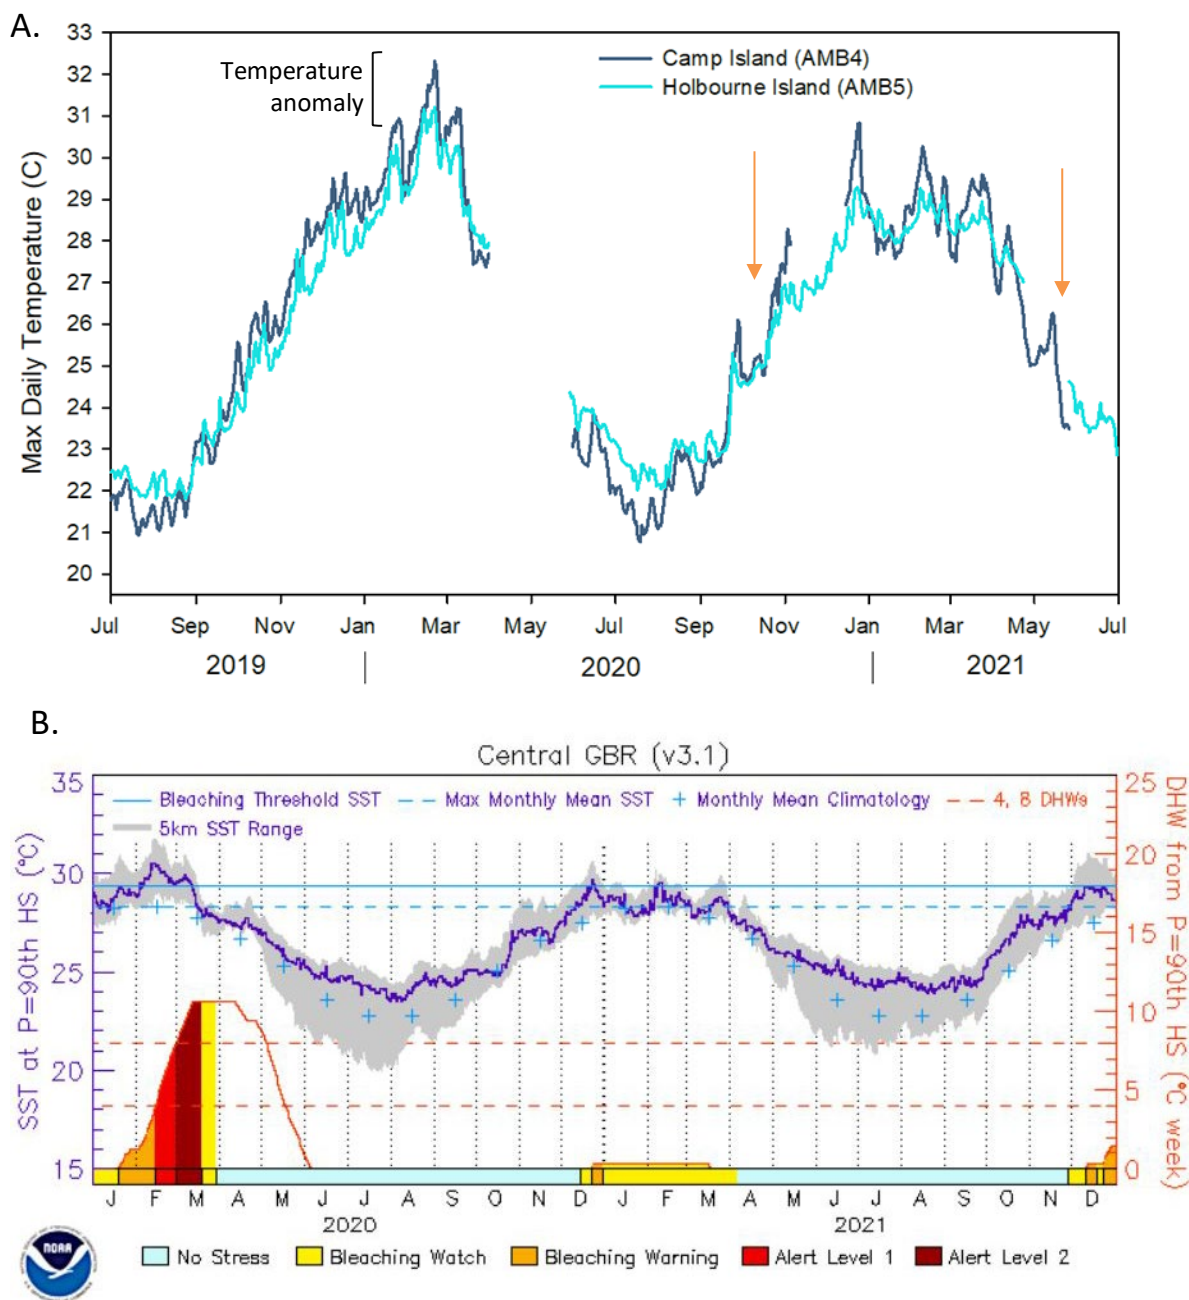 A.
33
32
31
30
29
28
27
26
25
24
23
22
21
20
Max Daily Temperature (C)
Temperature
anomaly
Camp Island (AMB4)
Holbourne Island (AMB5)
Jul Sep Nov Jan Mar May Jul Sep Nov Jan Mar May Jul
2019 | 2020 | 2021
B.
Central GBR (v3.1)
35
30
25
20
15
SST at P=90th HS (°C)
Bleaching Threshold SST Max Monthly Mean SST Monthly Mean Climatology 4, 8 DHWs
5km SST Range
25
20
15
10
5
0
DHW from P=90th HS (°C week)
J F M A M J J A S O N D J F M A M J J A S O N D
2020 2021
NOAA
No Stress Bleaching Watch Bleaching Warning Alert Level 1 Alert Level 2